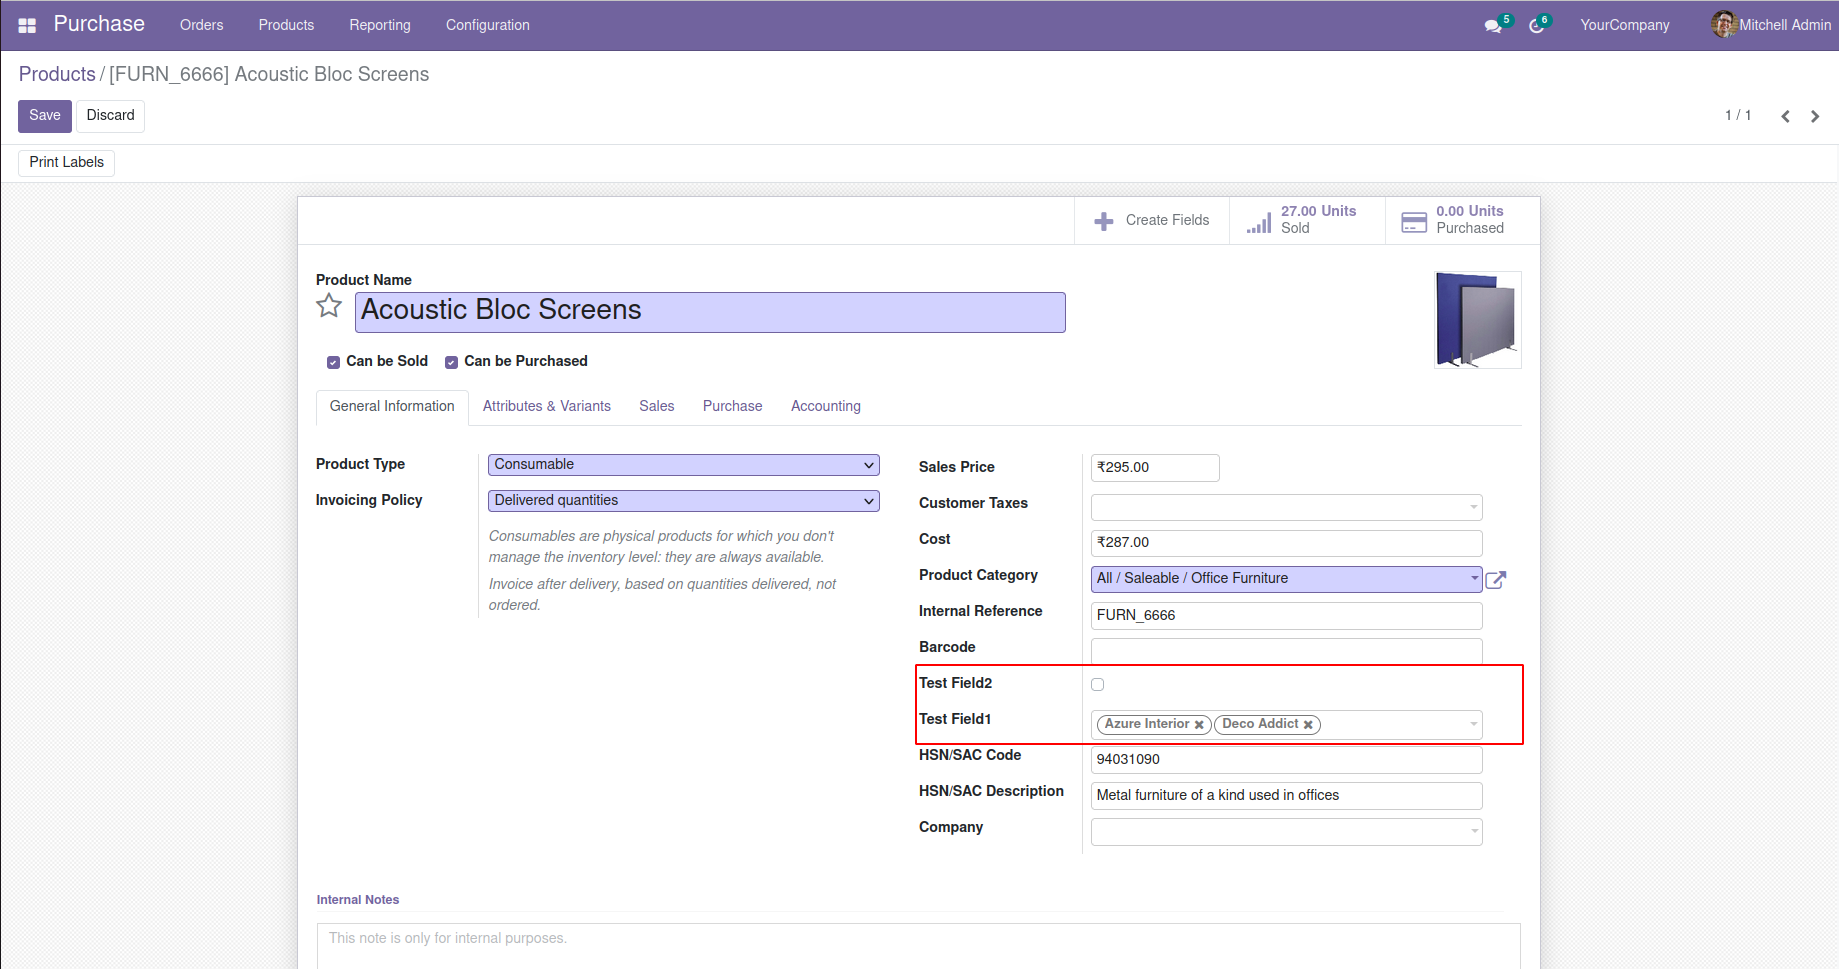 Purchase Orders Products Reporting Configuration 5 6 YourCompany Mitchell Admin
Products / [FURN_6666] Acoustic Bloc Screens
Save Discard 1 / 1
Print Labels
Create Fields
27.00 Units
Sold
0.00 Units
Purchased
Product Name
Acoustic Bloc Screens
Can be Sold Can be Purchased
General Information Attributes & Variants Sales Purchase Accounting
Product Type Consumable
Invoicing Policy Delivered quantities
Consumables are physical products for which you don't
manage the inventory level: they are always available.
Invoice after delivery, based on quantities delivered, not
ordered.
Sales Price ₹295.00
Customer Taxes
Cost ₹287.00
Product Category All / Saleable / Office Furniture
Internal Reference FURN_6666
Barcode
Test Field2
Test Field1 Azure Interior Deco Addict
HSN/SAC Code 94031090
HSN/SAC Description Metal furniture of a kind used in offices
Company
Internal Notes
This note is only for internal purposes.